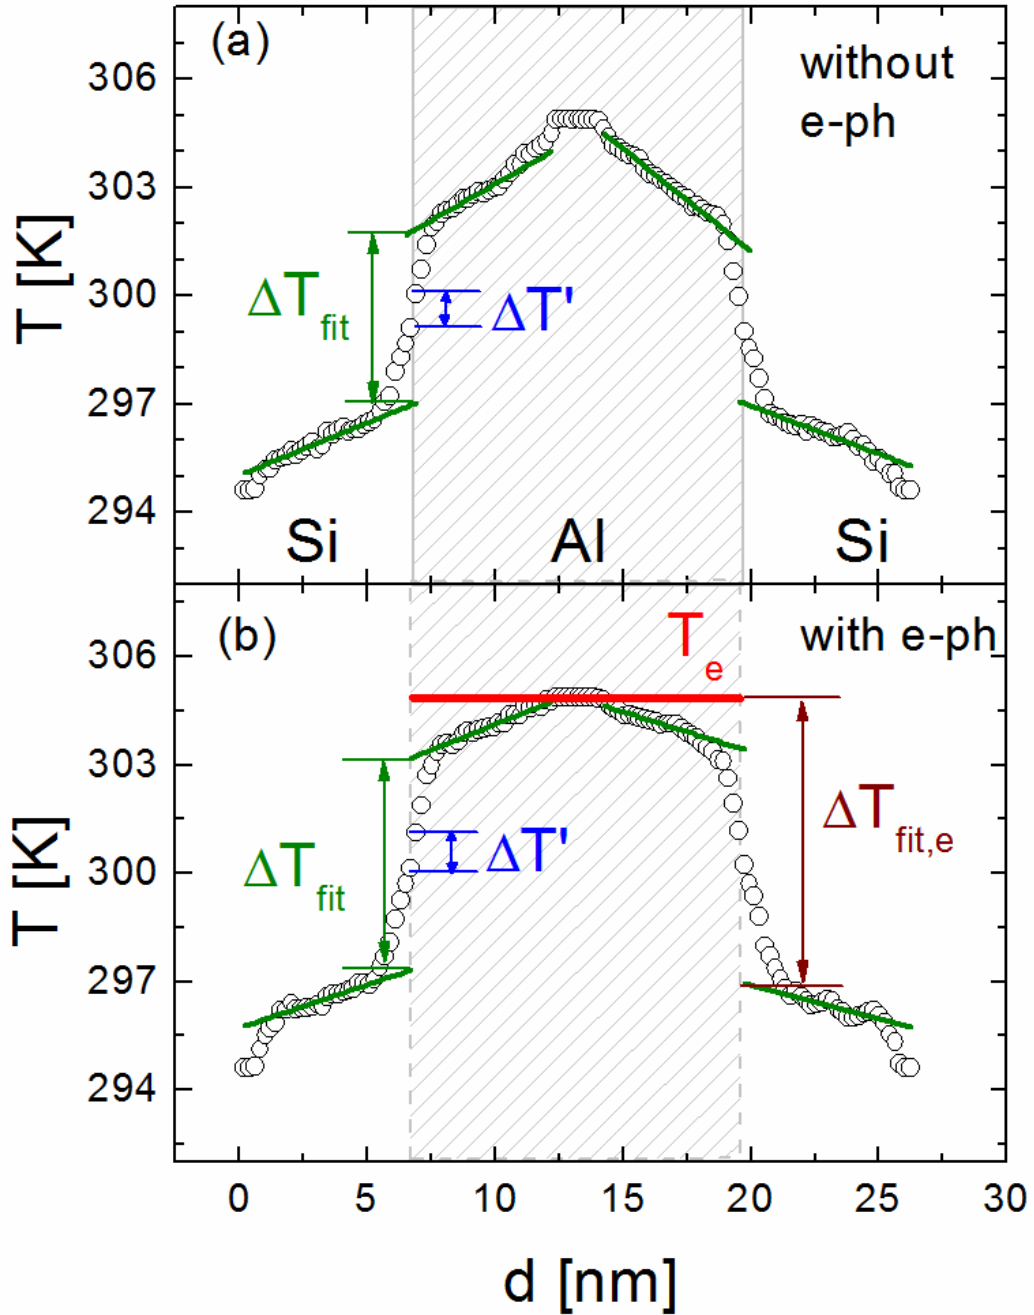 (a)
without
e-ph
306
303
300
297
294
T [K]
ΔT_fit
ΔT'
Si
Al
Si
(b)
with e-ph
T_e
306
303
300
297
294
T [K]
ΔT_fit
ΔT'
ΔT_fit,e
0
5
10
15
20
25
30
d [nm]